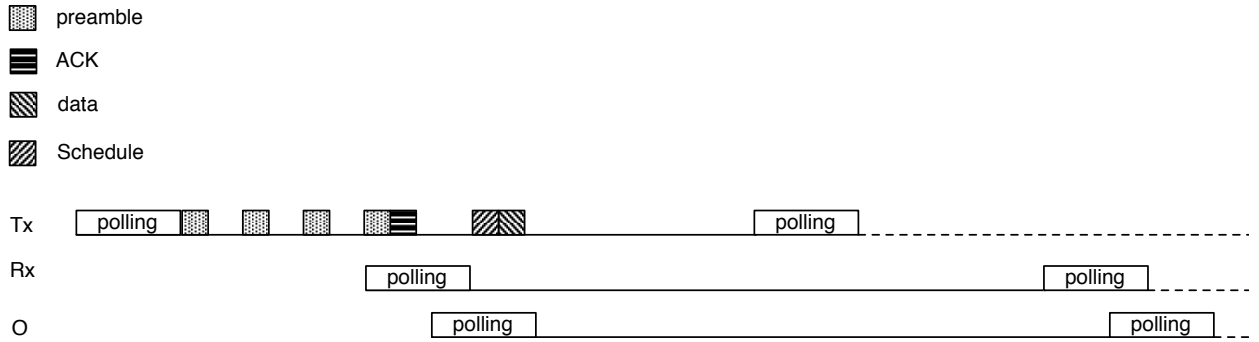 preamble
ACK
data
Schedule
Tx polling polling
Rx polling polling
O polling polling